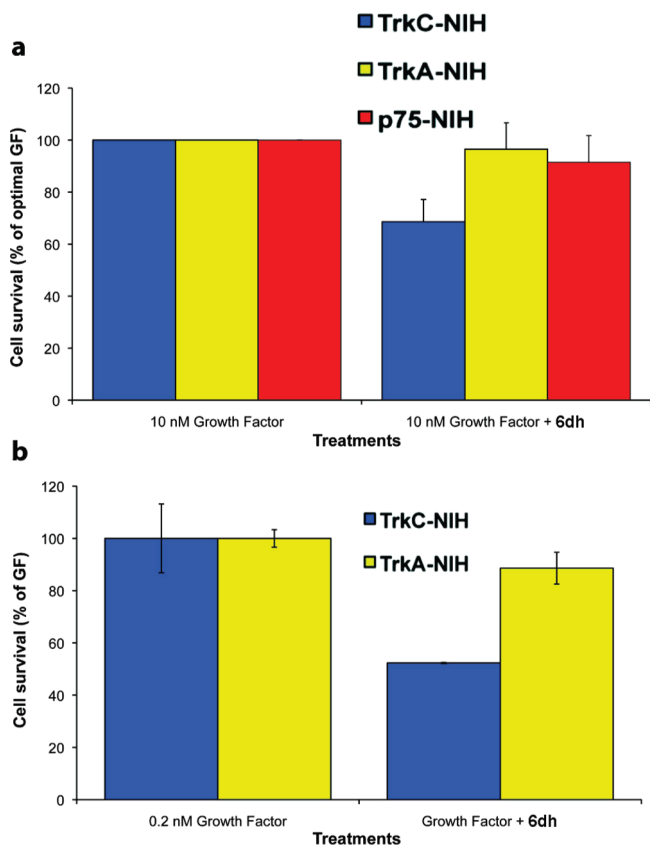 a
TrkC-NIH
TrkA-NIH
p75-NIH
Cell survival (% of optimal GF)
120
100
80
60
40
20
0
10 nM Growth Factor
10 nM Growth Factor + 6dh
Treatments
b
TrkC-NIH
TrkA-NIH
Cell survival (% of GF)
120
100
80
60
40
20
0
0.2 nM Growth Factor
Growth Factor + 6dh
Treatments